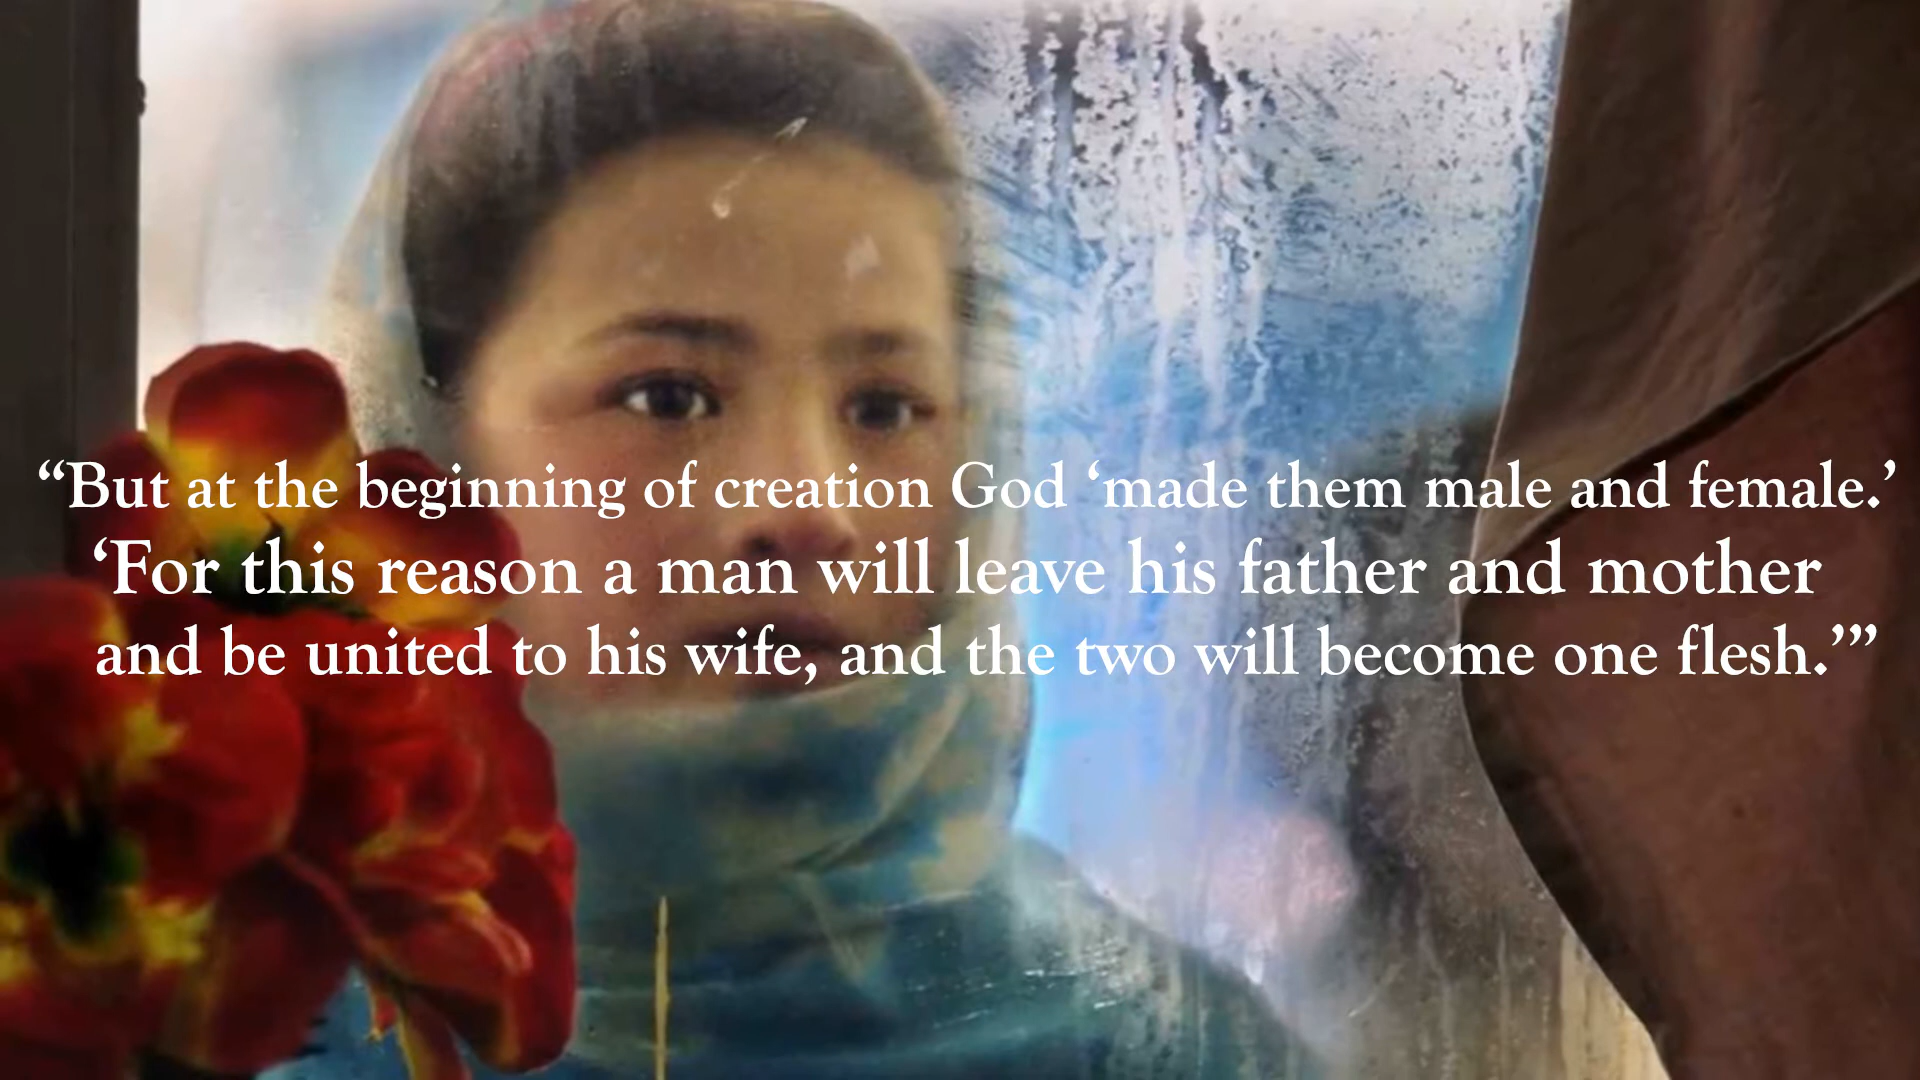 “But at the beginning of creation God ‘made them male and female.’
‘For this reason a man will leave his father and mother
and be united to his wife, and the two will become one flesh.’”